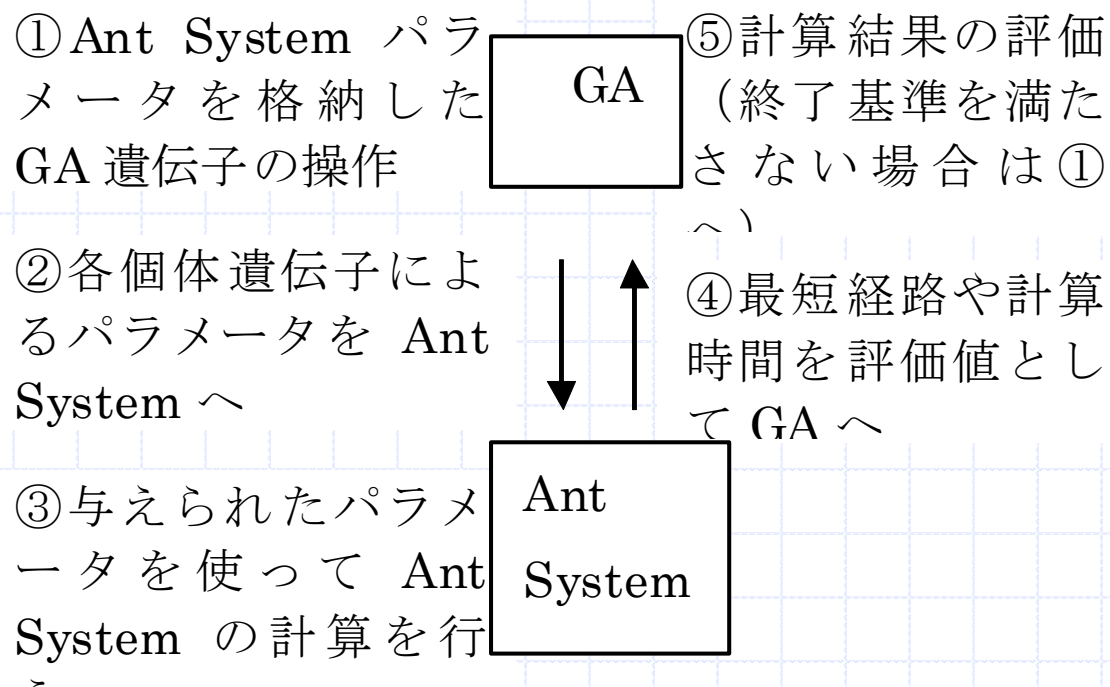 ①Ant System パラ
メータを格納した
GA 遺伝子の操作
②各個体遺伝子によ
るパラメータを Ant
System へ
③与えられたパラメ
ータを使って Ant
System の計算を行
う
GA
Ant
System
④最短経路や計算
時間を評価値とし
て GA へ
⑤計算結果の評価
（終了基準を満た
さない場合は①
へ）